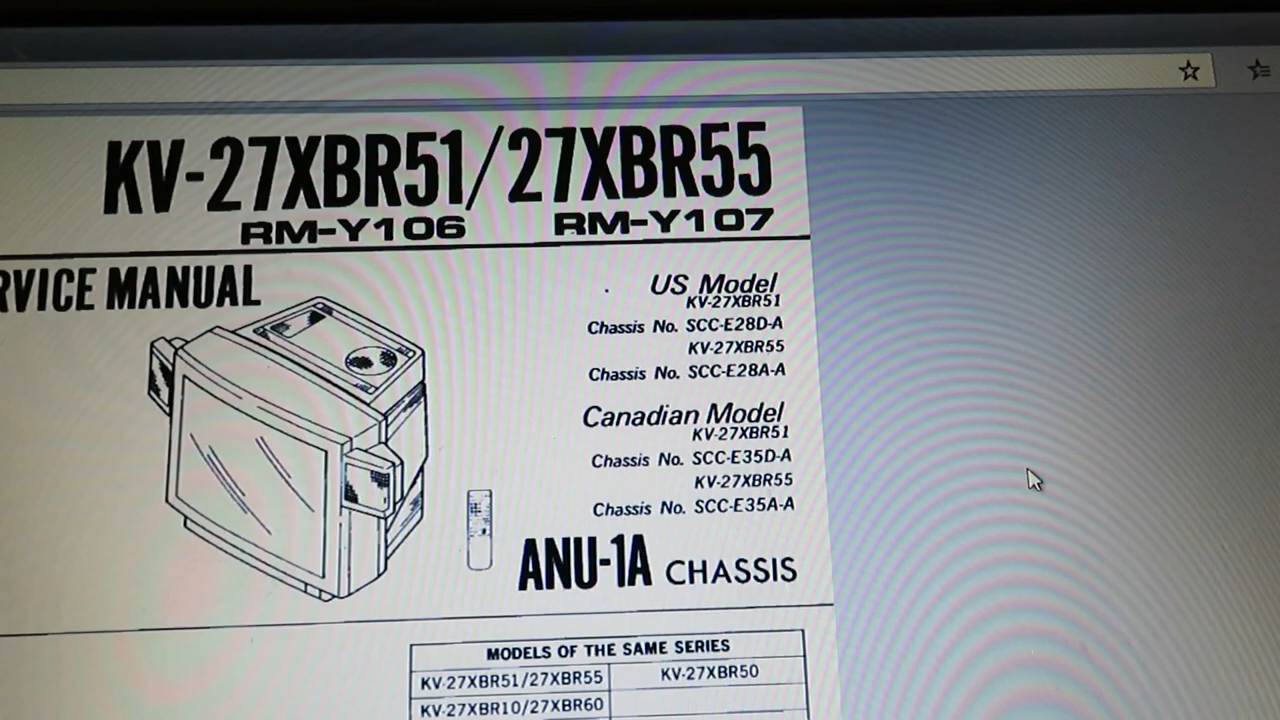 KV-27XBR51/27XBR55
RM-Y106 RM-Y107
RVICE MANUAL
US Model
KV-27XBR51
Chassis No. SCC-E28D-A
KV-27XBR55
Chassis No. SCC-E28A-A
Canadian Model
KV-27XBR51
Chassis No. SCC-E35D-A
KV-27XBR55
Chassis No. SCC-E35A-A
ANU-1A CHASSIS
MODELS OF THE SAME SERIES
KV-27XBR51/27XBR55 KV-27XBR50
KV-27XBR10/27XBR60